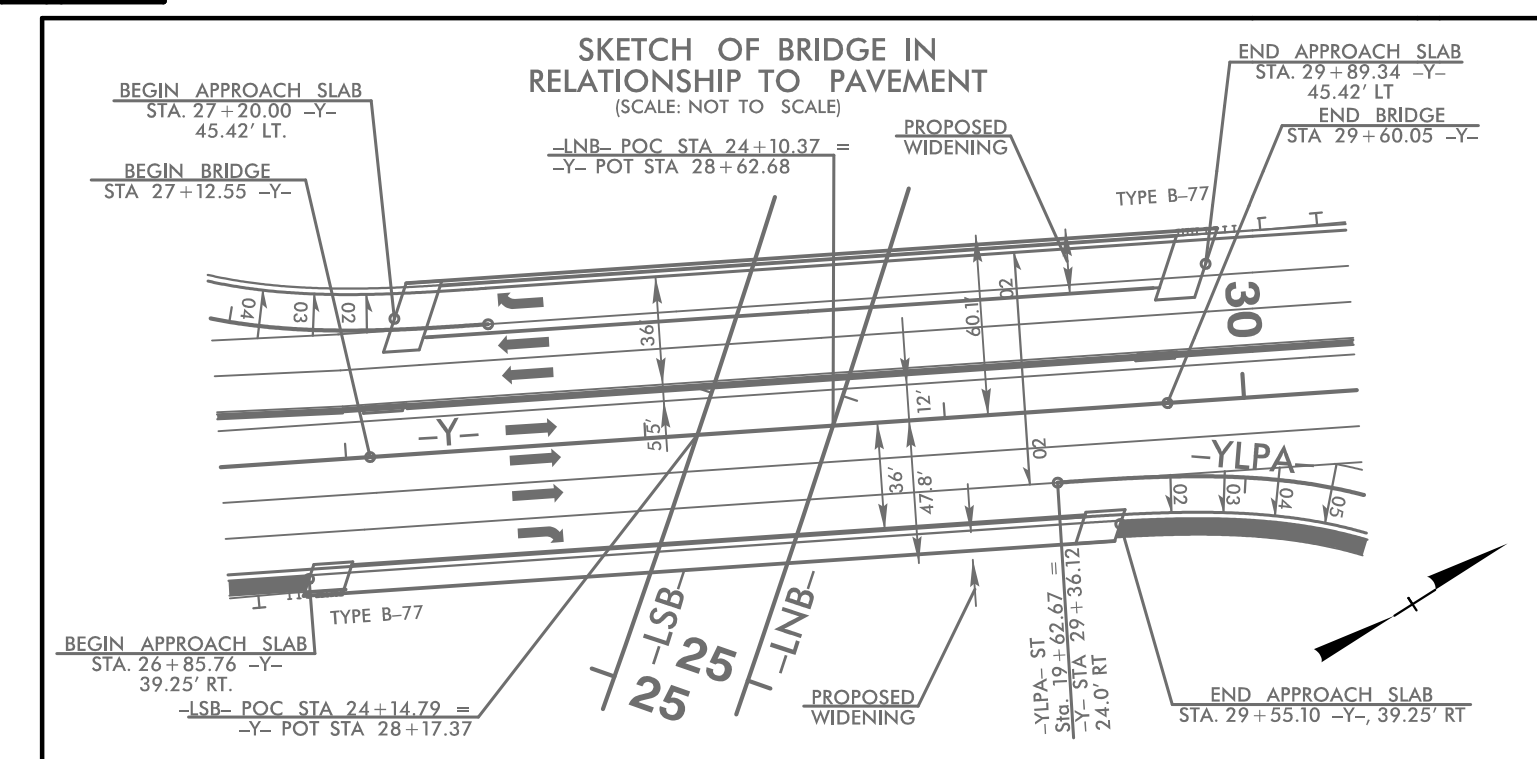 SKETCH OF BRIDGE IN
RELATIONSHIP TO PAVEMENT
(SCALE: NOT TO SCALE)
BEGIN APPROACH SLAB
STA. 27+20.00 –Y–
45.42' LT.
BEGIN BRIDGE
STA 27+12.55 –Y–
–LNB– POC STA 24+10.37 =
–Y– POT STA 28+62.68
PROPOSED
WIDENING
END APPROACH SLAB
STA. 29+89.34 –Y–
45.42' LT
END BRIDGE
STA 29+60.05 –Y–
TYPE B–77
04
03
02
36'
60.1'
02
30
12'
5.5'
–Y–
02
–YLPA–
36'
47.8'
02
03
04
05
TYPE B–77
–LSB–
25
–LNB–
25
BEGIN APPROACH SLAB
STA. 26+85.76 –Y–
39.25' RT.
–LSB– POC STA 24+14.79 =
–Y– POT STA 28+17.37
PROPOSED
WIDENING
–YLPA– ST
Sta. 19+62.67 =
–Y– STA 29+36.12
24.0' RT
END APPROACH SLAB
STA. 29+55.10 –Y–, 39.25' RT